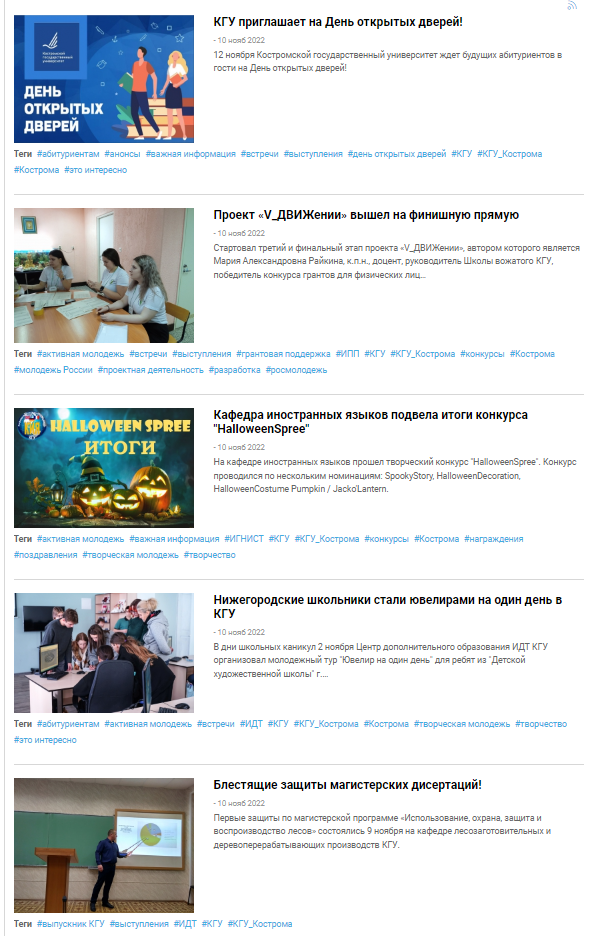 КГУ приглашает на День открытых дверей!
- 10 нояб 2022
12 ноября Костромской государственный университет ждет будущих абитуриентов в
гости на День открытых дверей!
Костромской
государственный
университет
ДЕНЬ
ОТКРЫТЫХ
ДВЕРЕЙ
Теги #абитуриентам #анонсы #важная информация #встречи #выступления #день открытых дверей #КГУ #КГУ_Кострома
#Кострома #это интересно
Проект «V_ДВИЖении» вышел на финишную прямую
- 10 нояб 2022
Стартовал третий и финальный этап проекта «V_ДВИЖении», автором которого является
Мария Александровна Райкина, к.п.н., доцент, руководитель Школы вожатого КГУ,
победитель конкурса грантов для физических лиц...
Теги #активная молодежь #встречи #выступления #грантовая поддержка #ИПП #КГУ #КГУ_Кострома #конкурсы #Кострома
#молодежь России #проектная деятельность #разработка #росмолодежь
HALLOWEEN SPREE
ИТОГИ
Кафедра иностранных языков подвела итоги конкурса
"HalloweenSpree"
- 10 нояб 2022
На кафедре иностранных языков прошел творческий конкурс "HalloweenSpree". Конкурс
проводился по нескольким номинациям: SpookyStory, HalloweenDecoration,
HalloweenCostume Pumpkin / Jacko'Lantern.
Теги #активная молодежь #важная информация #ИГНИСТ #КГУ #КГУ_Кострома #конкурсы #Кострома #награждения
#поздравления #творческая молодежь #творчество
Нижегородские школьники стали ювелирами на один день в
КГУ
- 10 нояб 2022
В дни школьных каникул 2 ноября Центр дополнительного образования ИДТ КГУ
организовал молодежный тур "Ювелир на один день" для ребят из "Детской
художественной школы" г....
Теги #абитуриентам #активная молодежь #встречи #ИДТ #КГУ #КГУ_Кострома #Кострома #творческая молодежь #творчество
#это интересно
Блестящие защиты магистерских дисертаций!
- 10 нояб 2022
Первые защиты по магистерской программе «Использование, охрана, защита и
воспроизводство лесов» состоялись 9 ноября на кафедре лесозаготовительных и
деревоперерабатывающих производств КГУ.
Теги #выпускник КГУ #выступления #ИДТ #КГУ #КГУ_Кострома